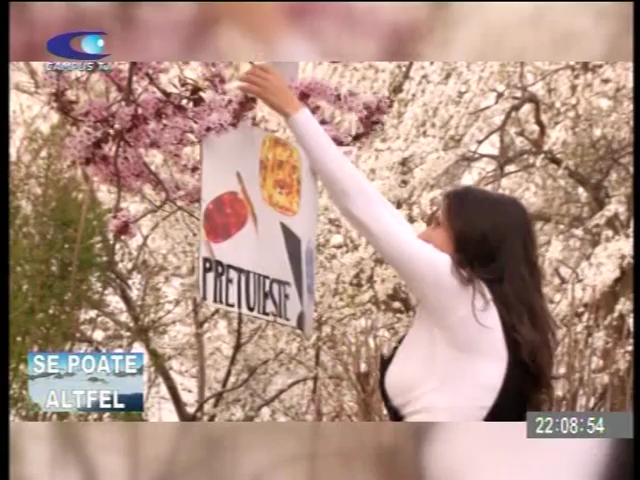 CAMPUS TV
PRETUIESTE
SE POATE
ALTFEL
22:08:54